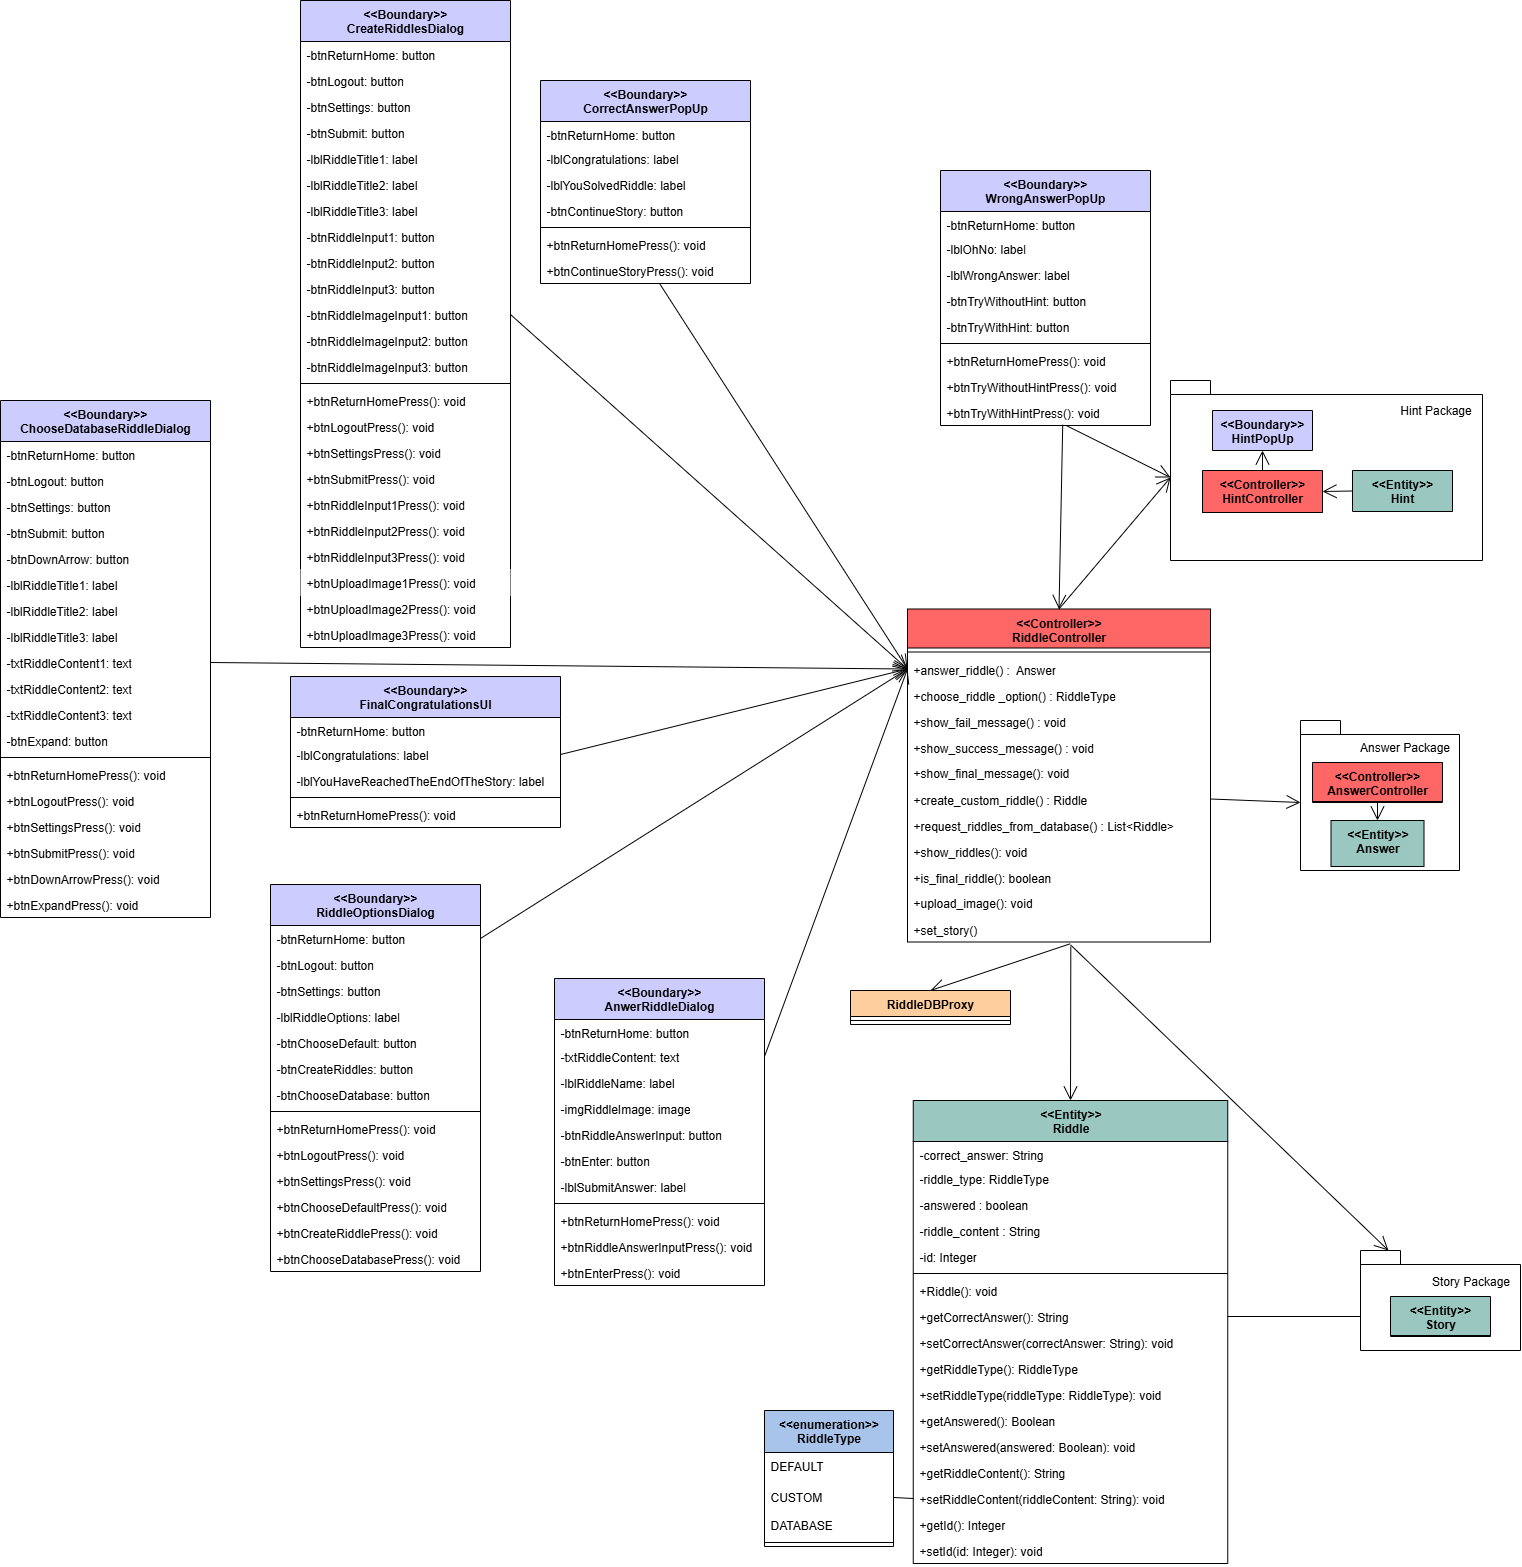 <<Boundary>>
CreateRiddlesDialog
-btnReturnHome: button
-btnLogout: button
-btnSettings: button
-btnSubmit: button
-lblRiddleTitle1: label
-lblRiddleTitle2: label
-lblRiddleTitle3: label
-btnRiddleInput1: button
-btnRiddleInput2: button
-btnRiddleInput3: button
-btnRiddleImageInput1: button
-btnRiddleImageInput2: button
-btnRiddleImageInput3: button
+btnReturnHomePress(): void
+btnLogoutPress(): void
+btnSettingsPress(): void
+btnSubmitPress(): void
+btnRiddleInput1Press(): void
+btnRiddleInput2Press(): void
+btnRiddleInput3Press(): void
+btnUploadImage1Press(): void
+btnUploadImage2Press(): void
+btnUploadImage3Press(): void
<<Boundary>>
CorrectAnswerPopUp
-btnReturnHome: button
-lblCongratulations: label
-lblYouSolvedRiddle: label
-btnContinueStory: button
+btnReturnHomePress(): void
+btnContinueStoryPress(): void
<<Boundary>>
WrongAnswerPopUp
-btnReturnHome: button
-lblOhNo: label
-lblWrongAnswer: label
-btnTryWithoutHint: button
-btnTryWithHint: button
+btnReturnHomePress(): void
+btnTryWithoutHintPress(): void
+btnTryWithHintPress(): void
Hint Package
<<Boundary>>
HintPopUp
<<Controller>>
HintController
<<Entity>>
Hint
<<Boundary>>
ChooseDatabaseRiddleDialog
-btnReturnHome: button
-btnLogout: button
-btnSettings: button
-btnSubmit: button
-btnDownArrow: button
-lblRiddleTitle1: label
-lblRiddleTitle2: label
-lblRiddleTitle3: label
-txtRiddleContent1: text
-txtRiddleContent2: text
-txtRiddleContent3: text
-btnExpand: button
+btnReturnHomePress(): void
+btnLogoutPress(): void
+btnSettingsPress(): void
+btnSubmitPress(): void
+btnDownArrowPress(): void
+btnExpandPress(): void
<<Boundary>>
FinalCongratulationsUI
-btnReturnHome: button
-lblCongratulations: label
-lblYouHaveReachedTheEndOfTheStory: label
+btnReturnHomePress(): void
<<Controller>>
RiddleController
+answer_riddle() :  Answer
+choose_riddle _option() : RiddleType
+show_fail_message() : void
+show_success_message() : void
+show_final_message(): void
+create_custom_riddle() : Riddle
+request_riddles_from_database() : List<Riddle>
+show_riddles(): void
+is_final_riddle(): boolean
+upload_image(): void
+set_story()
Answer Package
<<Controller>>
AnswerController
<<Entity>>
Answer
<<Boundary>>
RiddleOptionsDialog
-btnReturnHome: button
-btnLogout: button
-btnSettings: button
-lblRiddleOptions: label
-btnChooseDefault: button
-btnCreateRiddles: button
-btnChooseDatabase: button
+btnReturnHomePress(): void
+btnLogoutPress(): void
+btnSettingsPress(): void
+btnChooseDefaultPress(): void
+btnCreateRiddlePress(): void
+btnChooseDatabasePress(): void
<<Boundary>>
AnwerRiddleDialog
-btnReturnHome: button
-txtRiddleContent: text
-lblRiddleName: label
-imgRiddleImage: image
-btnRiddleAnswerInput: button
-btnEnter: button
-lblSubmitAnswer: label
+btnReturnHomePress(): void
+btnRiddleAnswerInputPress(): void
+btnEnterPress(): void
RiddleDBProxy
<<Entity>>
Riddle
-correct_answer: String
-riddle_type: RiddleType
-answered : boolean
-riddle_content : String
-id: Integer
+Riddle(): void
+getCorrectAnswer(): String
+setCorrectAnswer(correctAnswer: String): void
+getRiddleType(): RiddleType
+setRiddleType(riddleType: RiddleType): void
+getAnswered(): Boolean
+setAnswered(answered: Boolean): void
+getRiddleContent(): String
+setRiddleContent(riddleContent: String): void
+getId(): Integer
+setId(id: Integer): void
Story Package
<<Entity>>
Story
<<enumeration>>
RiddleType
DEFAULT
CUSTOM
DATABASE